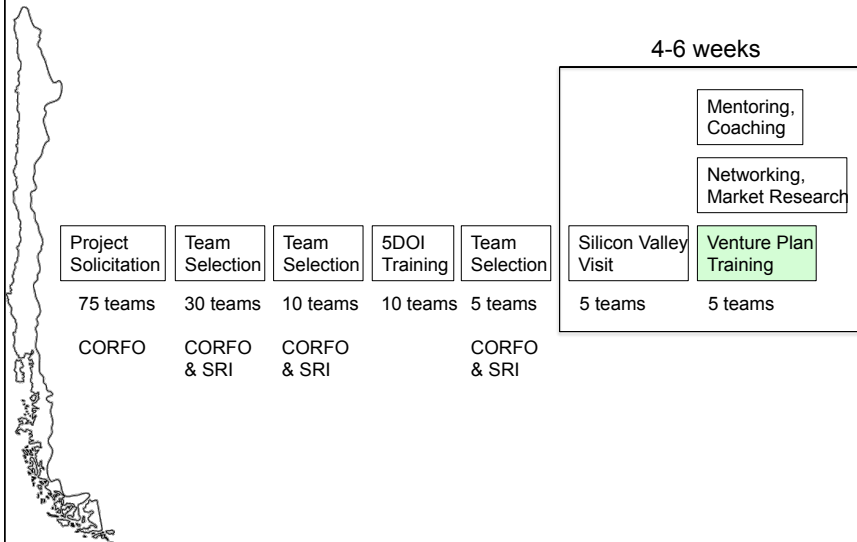 4-6 weeks
Mentoring,
Coaching
Networking,
Market Research
Project
Solicitation
75 teams
CORFO
Team
Selection
30 teams
CORFO
& SRI
Team
Selection
10 teams
CORFO
& SRI
5DOI
Training
10 teams
Team
Selection
5 teams
CORFO
& SRI
Silicon Valley
Visit
5 teams
Venture Plan
Training
5 teams